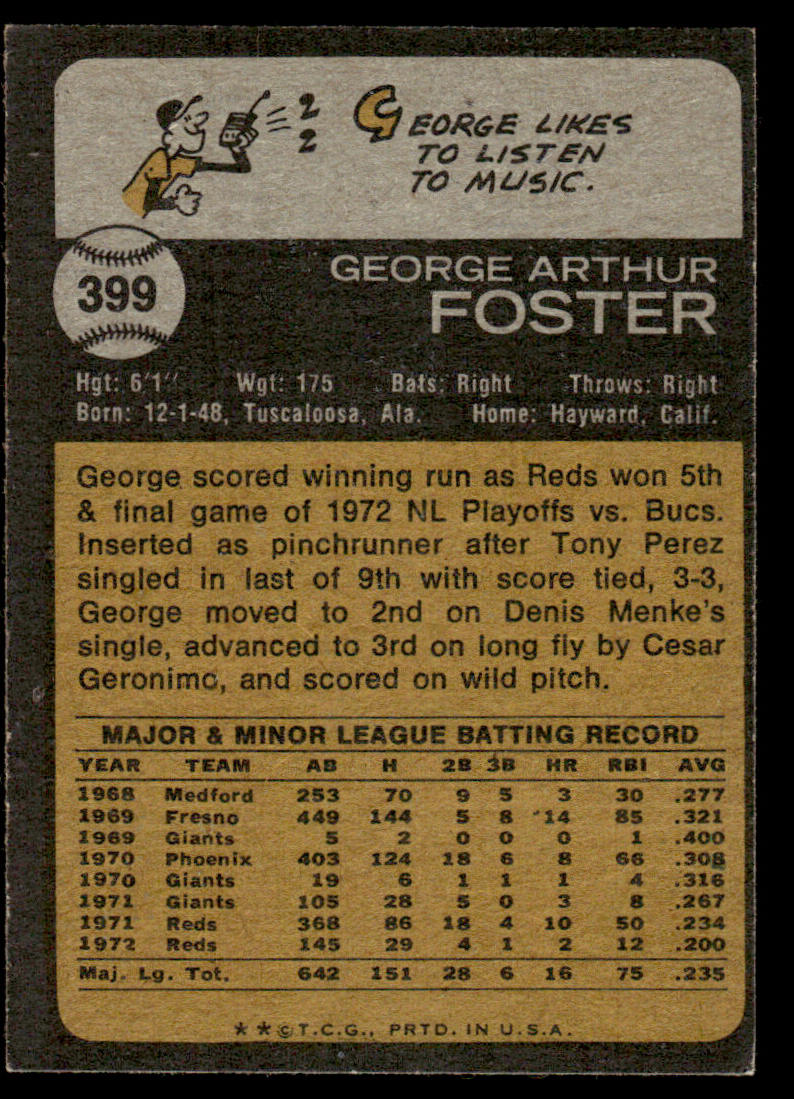 2
2
GEORGE LIKES
TO LISTEN
TO MUSIC.
399
GEORGE ARTHUR
FOSTER
Hgt: 6'1" Wgt: 175 Bats: Right Throws: Right
Born: 12-1-48, Tuscaloosa, Ala. Home: Hayward, Calif.
George scored winning run as Reds won 5th
& final game of 1972 NL Playoffs vs. Bucs.
Inserted as pinchrunner after Tony Perez
singled in last of 9th with score tied, 3-3,
George moved to 2nd on Denis Menke's
single, advanced to 3rd on long fly by Cesar
Geronimo, and scored on wild pitch.
MAJOR & MINOR LEAGUE BATTING RECORD
YEAR TEAM AB H 2B 3B HR RBI AVG
1968 Medford 253 70 9 5 3 30 .277
1969 Fresno 449 144 5 8 14 85 .321
1969 Giants 5 2 0 0 0 1 .400
1970 Phoenix 403 124 18 6 8 66 .308
1970 Giants 19 6 1 1 1 4 .316
1971 Giants 105 28 5 0 3 8 .267
1971 Reds 368 86 18 4 10 50 .234
1972 Reds 145 29 4 1 2 12 .200
Maj. Lg. Tot. 642 151 28 6 16 75 .235
* * © T.C.G., PRTD. IN U.S.A.